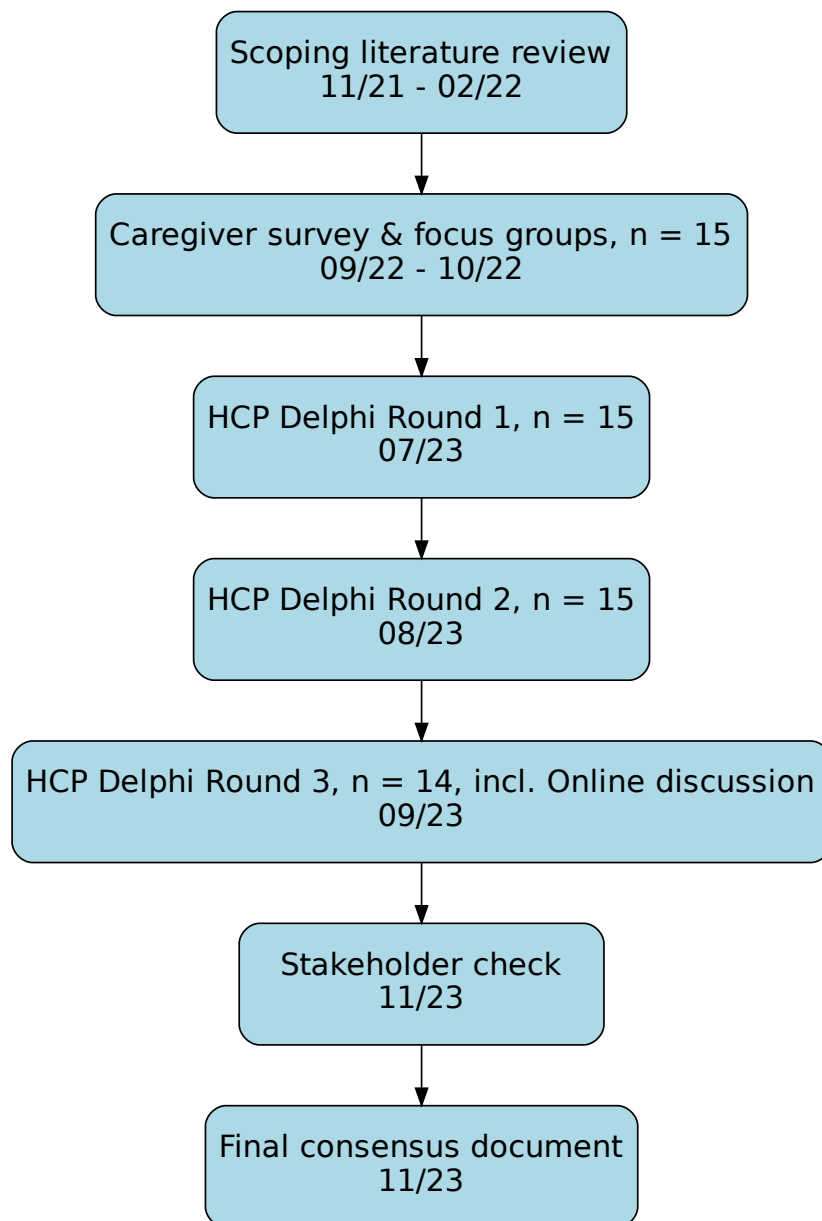 Scoping literature review
11/21 - 02/22
Caregiver survey & focus groups, n = 15
09/22 - 10/22
HCP Delphi Round 1, n = 15
07/23
HCP Delphi Round 2, n = 15
08/23
HCP Delphi Round 3, n = 14, incl. Online discussion
09/23
Stakeholder check
11/23
Final consensus document
11/23